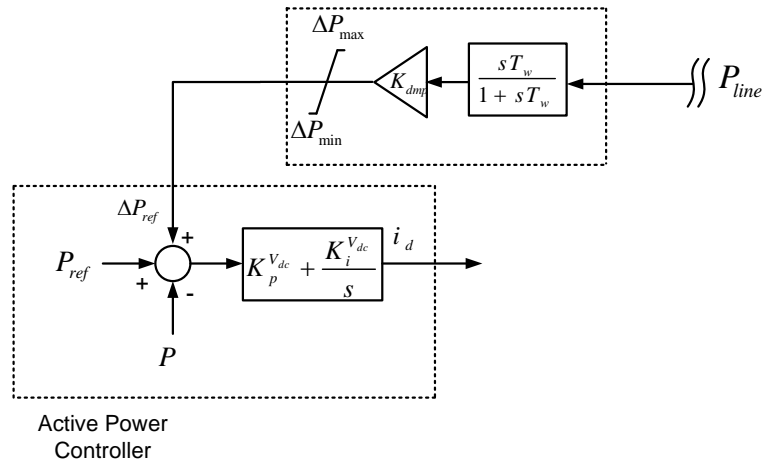 ΔP_max
K_dmp
sT_w
1 + sT_w
P_line
ΔP_min
ΔP_ref
+
P_ref
+
-
K_p^{V_dc} + K_i^{V_dc} / s
i_d
P
Active Power
Controller